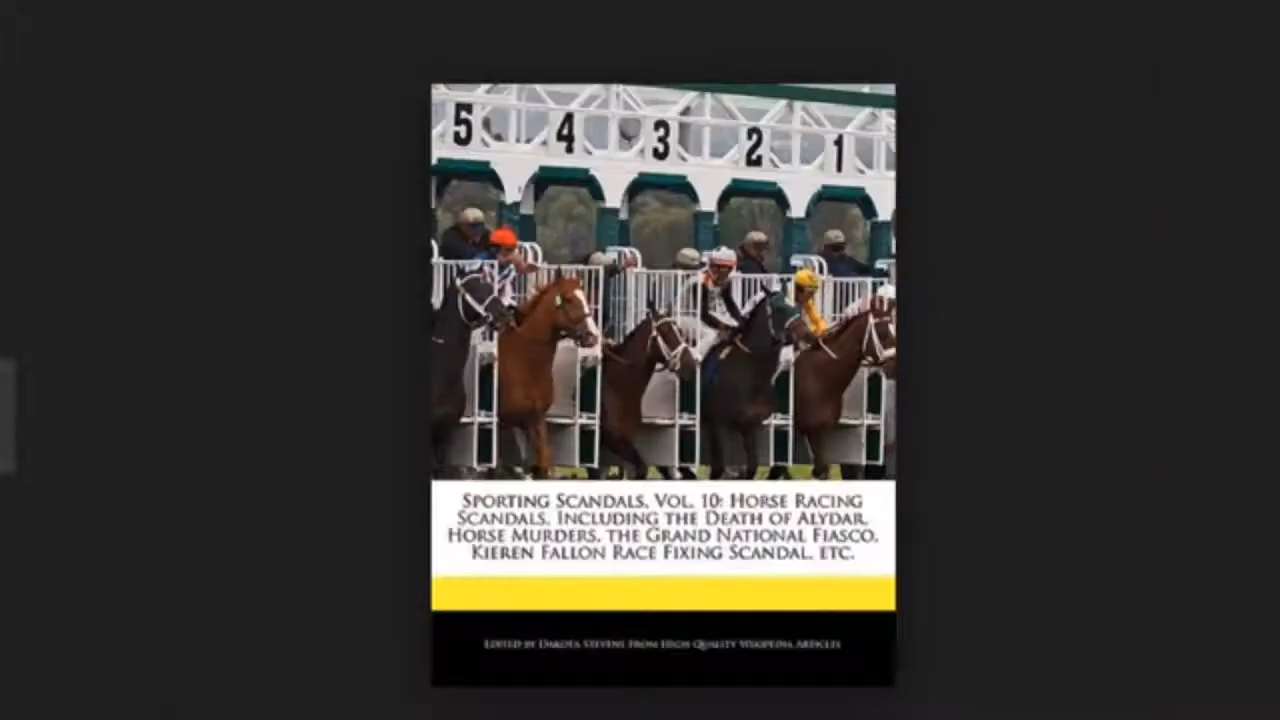 5 4 3 2 1
Sporting Scandals, Vol. 10: Horse Racing
Scandals, Including the Death of Alydar,
Horse Murders, the Grand National Fiasco,
Kieren Fallon Race Fixing Scandal, etc.
Edited by Dakota Stevens from High Quality Wikipedia Articles